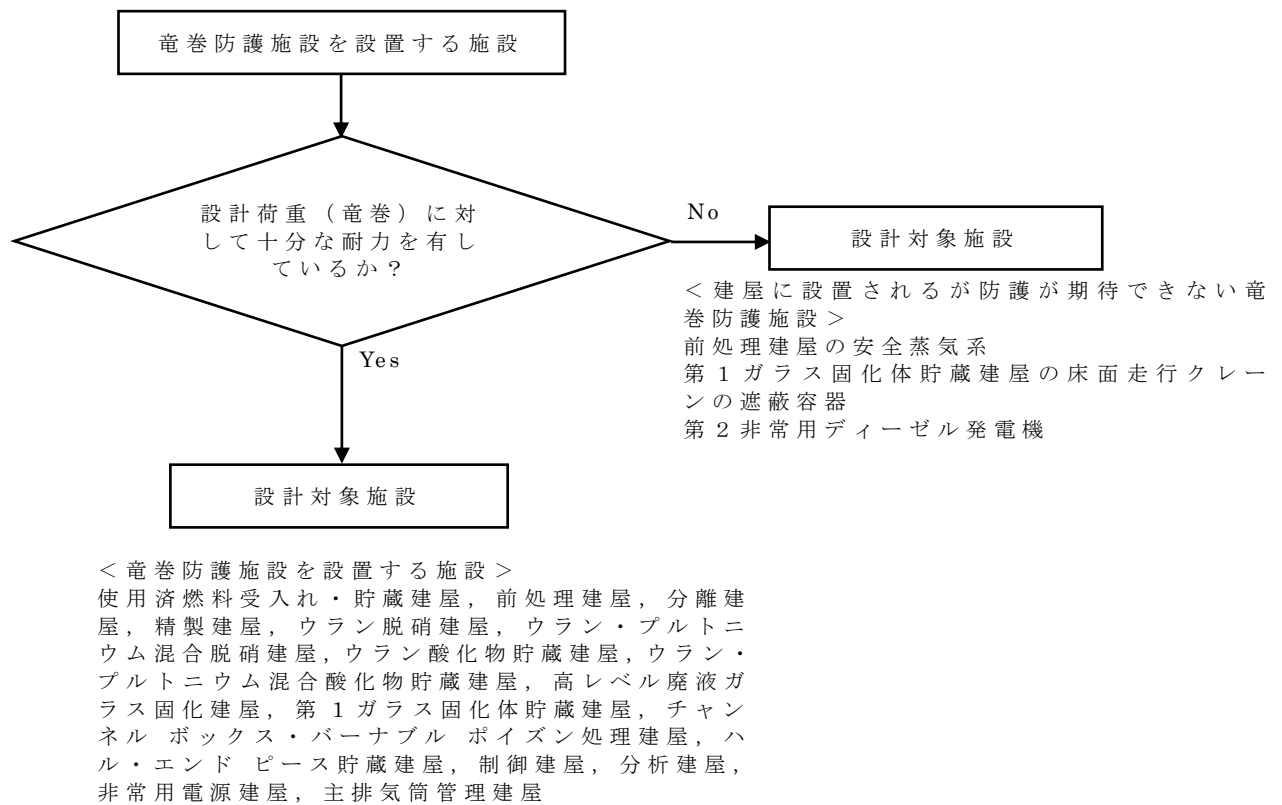 竜巻防護施設を設置する施設
設計荷重（竜巻）に対
して十分な耐力を有し
ているか？
No
設計対象施設
＜建屋に設置されるが防護が期待できない竜
巻防護施設＞
前処理建屋の安全蒸気系
第１ガラス固化体貯蔵建屋の床面走行クレー
ンの遮蔽容器
第２非常用ディーゼル発電機
Yes
設計対象施設
＜竜巻防護施設を設置する施設＞
使用済燃料受入れ・貯蔵建屋，前処理建屋，分離建
屋，精製建屋，ウラン脱硝建屋，ウラン・プルトニ
ウム混合脱硝建屋，ウラン酸化物貯蔵建屋，ウラン・
プルトニウム混合酸化物貯蔵建屋，高レベル廃液ガ
ラス固化建屋，第１ガラス固化体貯蔵建屋，チャン
ネル ボックス・バーナブル ポイズン処理建屋，ハ
ル・エンド ピース貯蔵建屋，制御建屋，分析建屋，
非常用電源建屋，主排気筒管理建屋